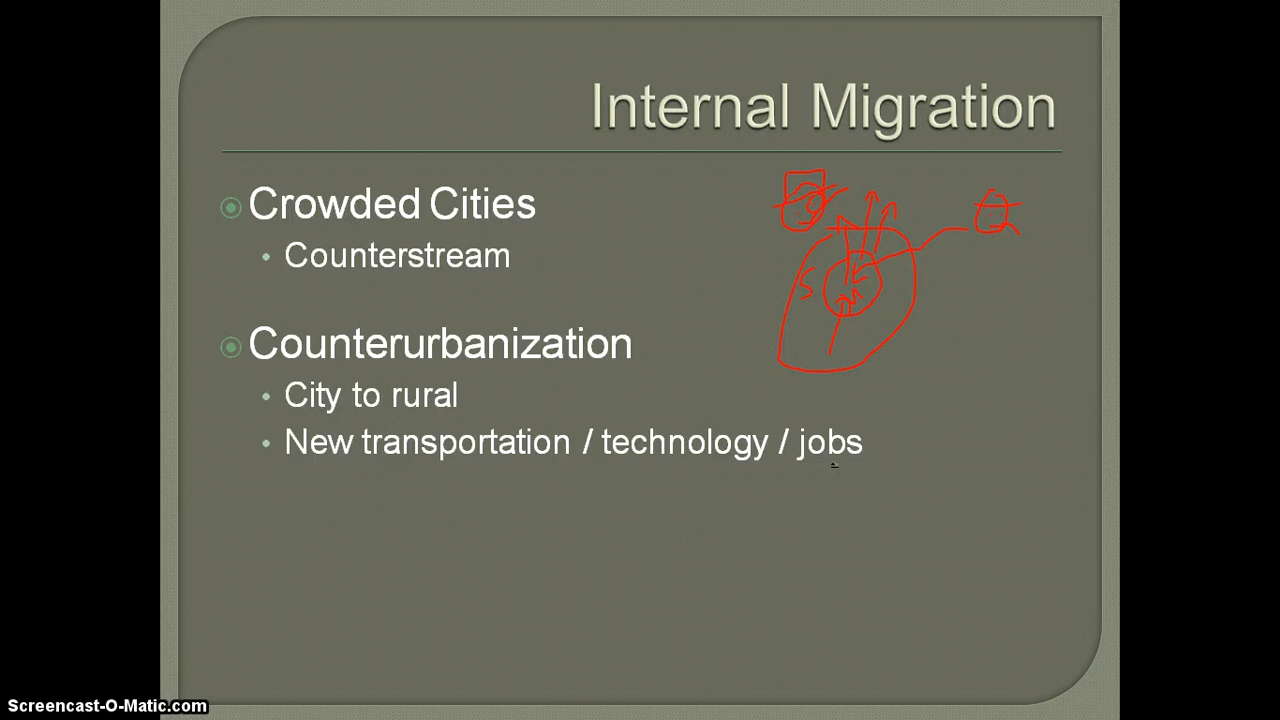 Internal Migration
Crowded Cities
Counterstream
S
Counterurbanization
City to rural
New transportation / technology / jobs
Screencast-O-Matic.com